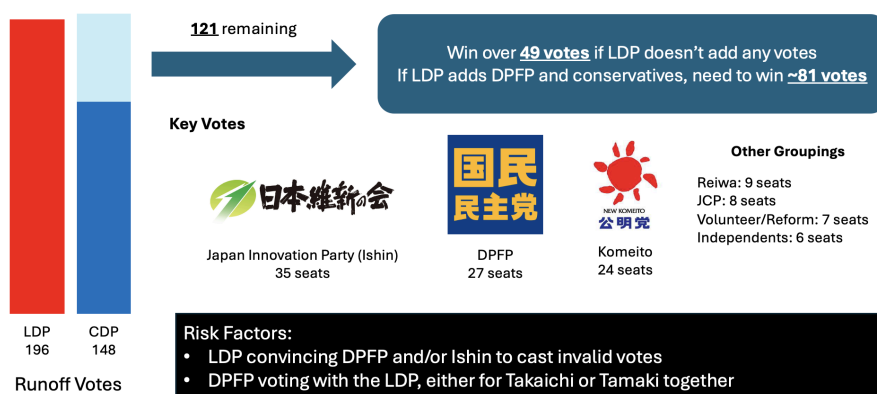 121 remaining
Win over 49 votes if LDP doesn’t add any votes
If LDP adds DPFP and conservatives, need to win ~81 votes
Key Votes
日本維新の会
国民
民主党
NEW KOMEITO
公明党
Japan Innovation Party (Ishin)
35 seats
DPFP
27 seats
Komeito
24 seats
Other Groupings
Reiwa: 9 seats
JCP: 8 seats
Volunteer/Reform: 7 seats
Independents: 6 seats
LDP
196
CDP
148
Runoff Votes
Risk Factors:
• LDP convincing DPFP and/or Ishin to cast invalid votes
• DPFP voting with the LDP, either for Takaichi or Tamaki together